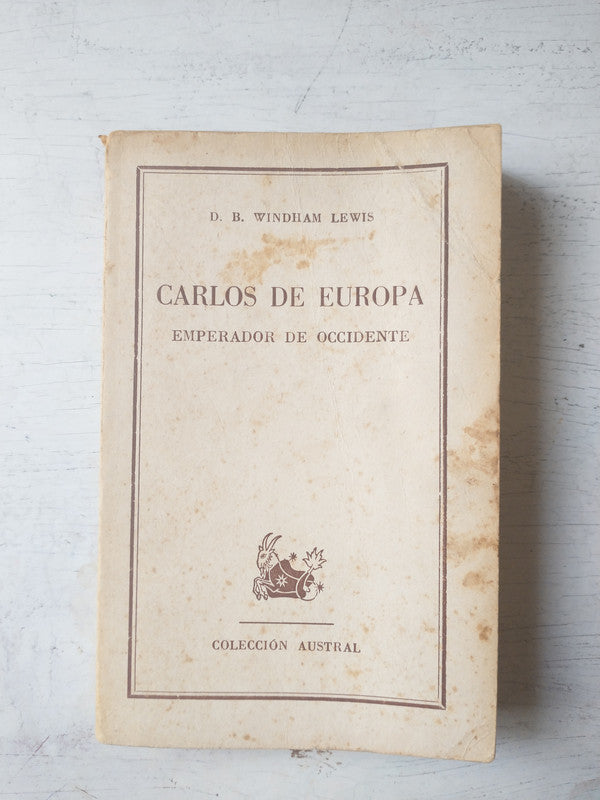 D. B. WINDHAM LEWIS
CARLOS DE EUROPA
EMPERADOR DE OCCIDENTE
COLECCIÓN AUSTRAL